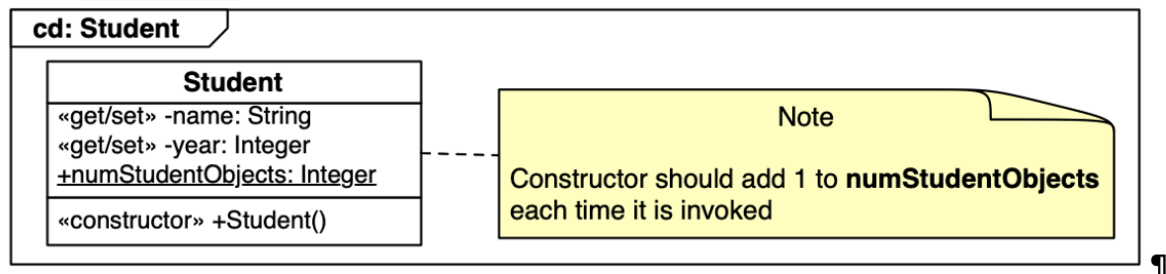 cd: Student
Student
«get/set» -name: String
«get/set» -year: Integer
+numStudentObjects: Integer
«constructor» +Student()
Note
Constructor should add 1 to numStudentObjects
each time it is invoked
¶